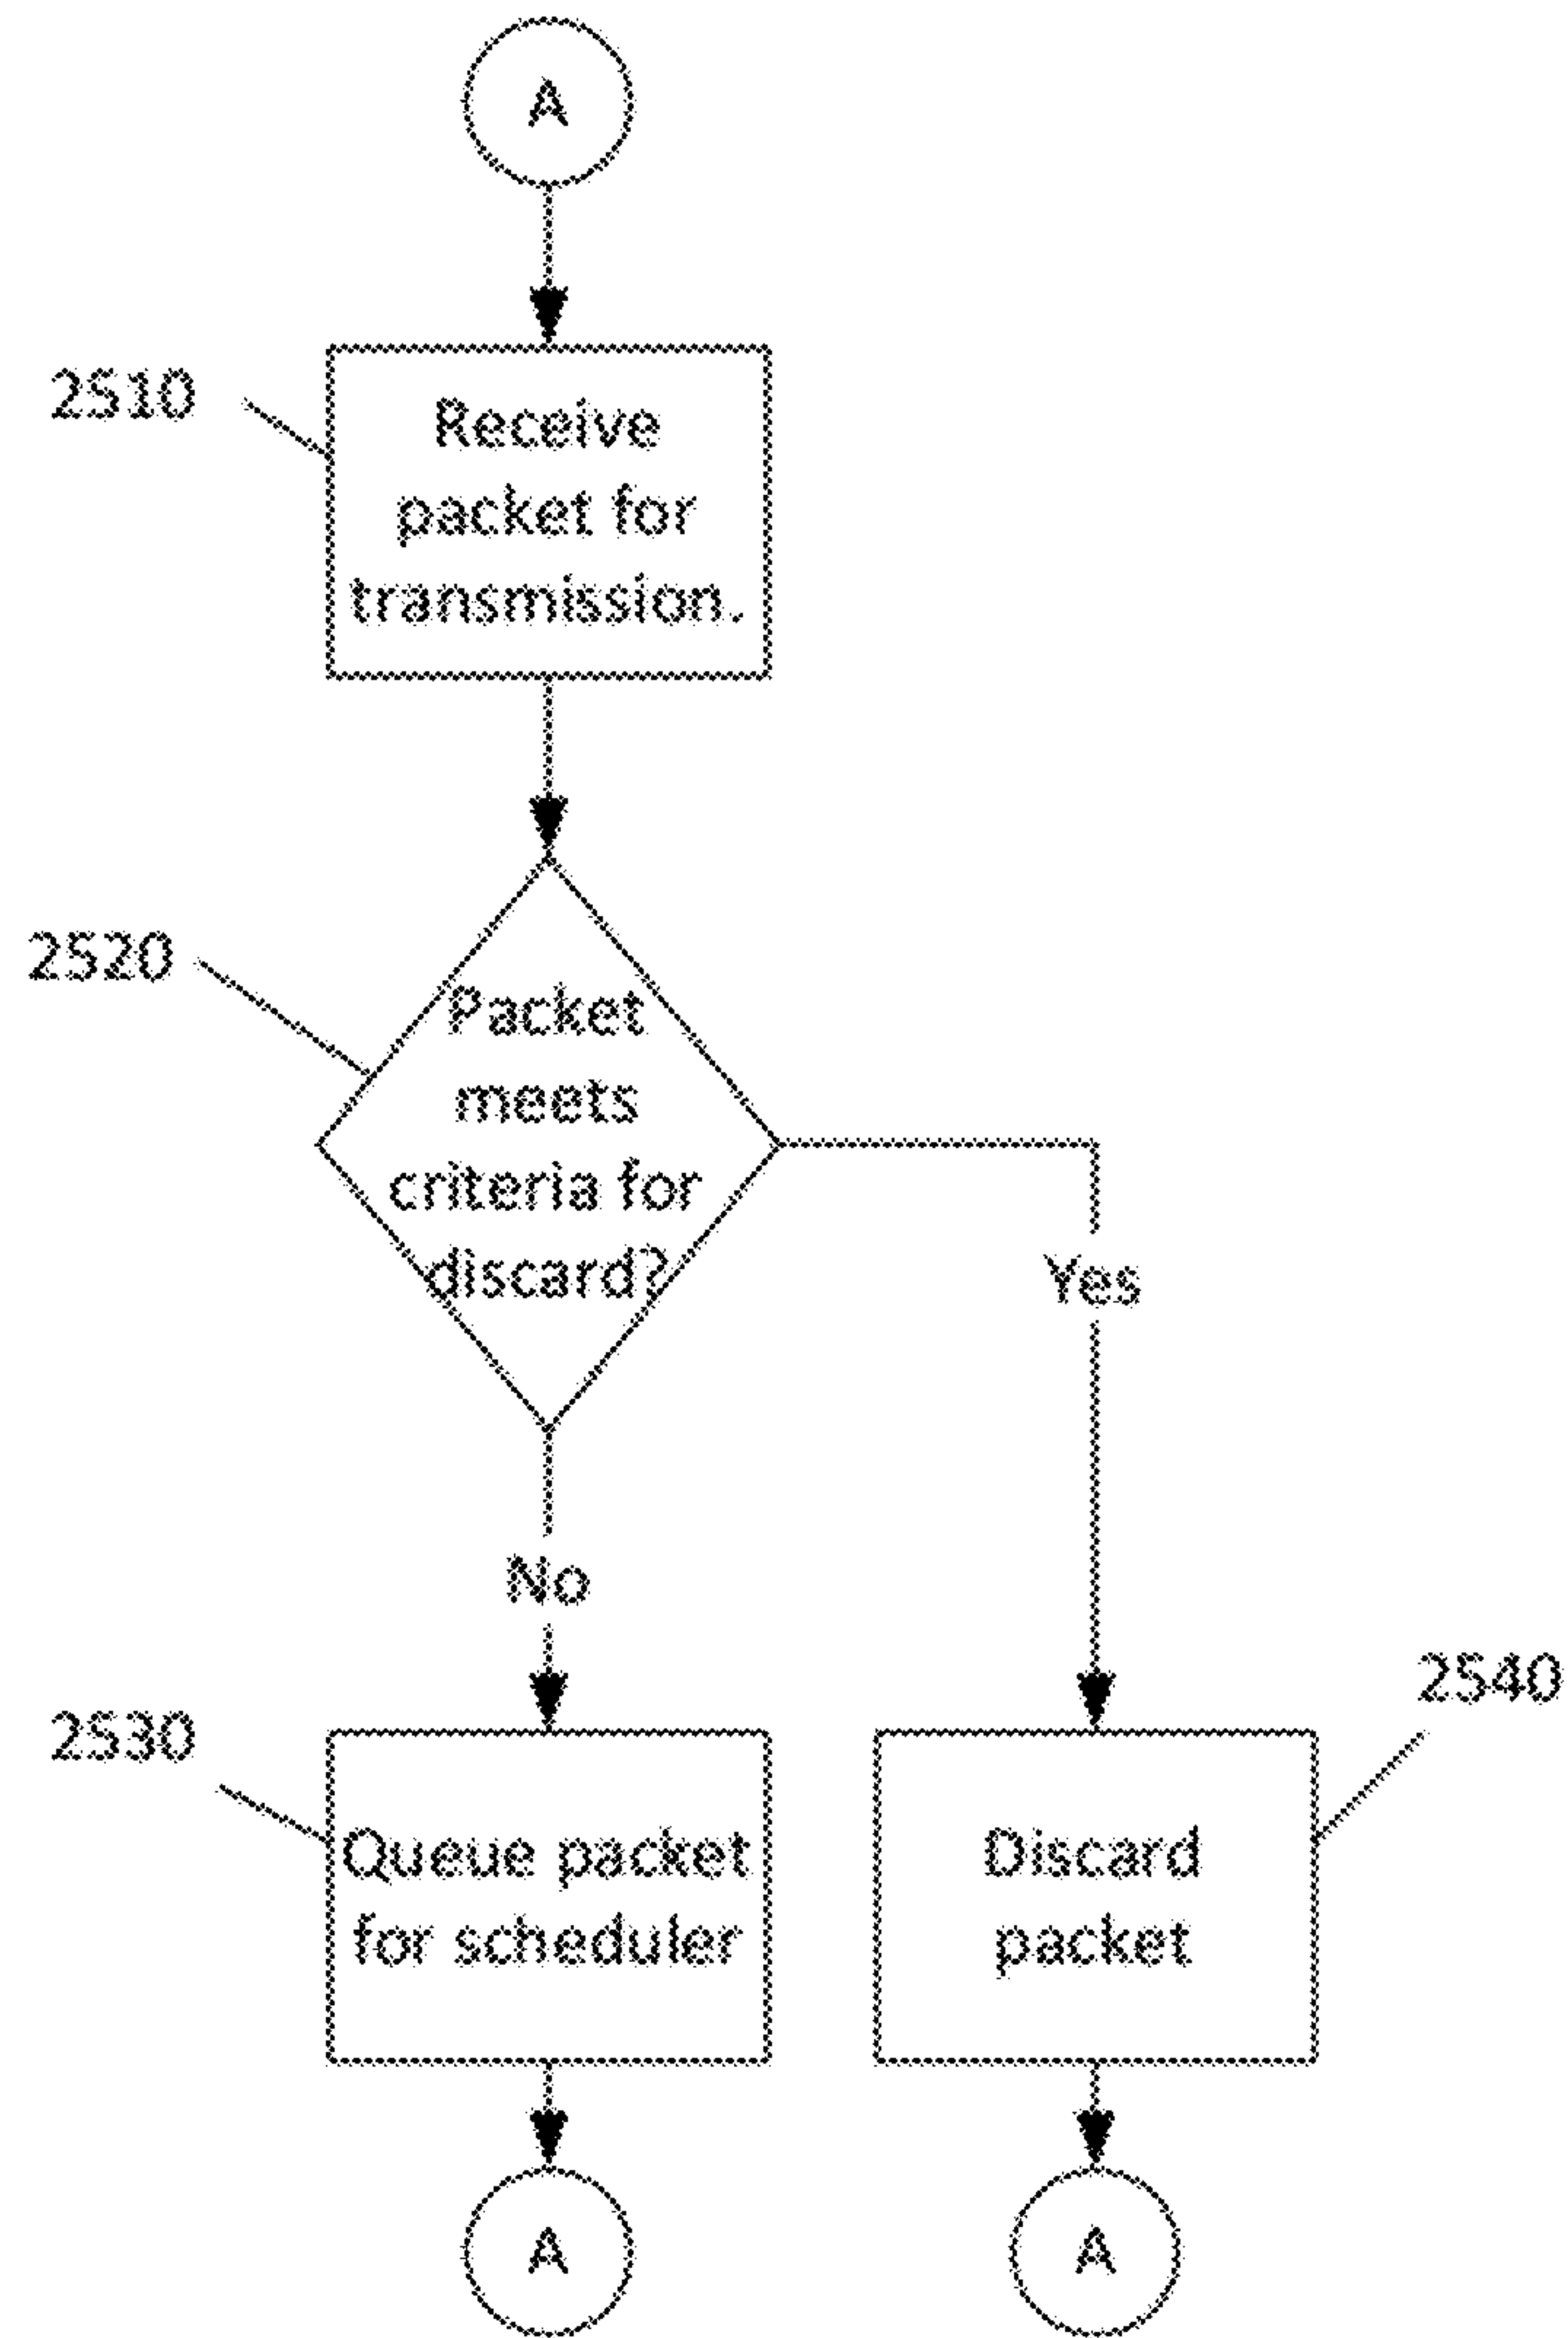 A
2510
Receive
packet for
transmission.
2520
Packet
meets
criteria for
discard?
Yes
No
2530
2540
Queue packet
for scheduler
Discard
packet
A
A